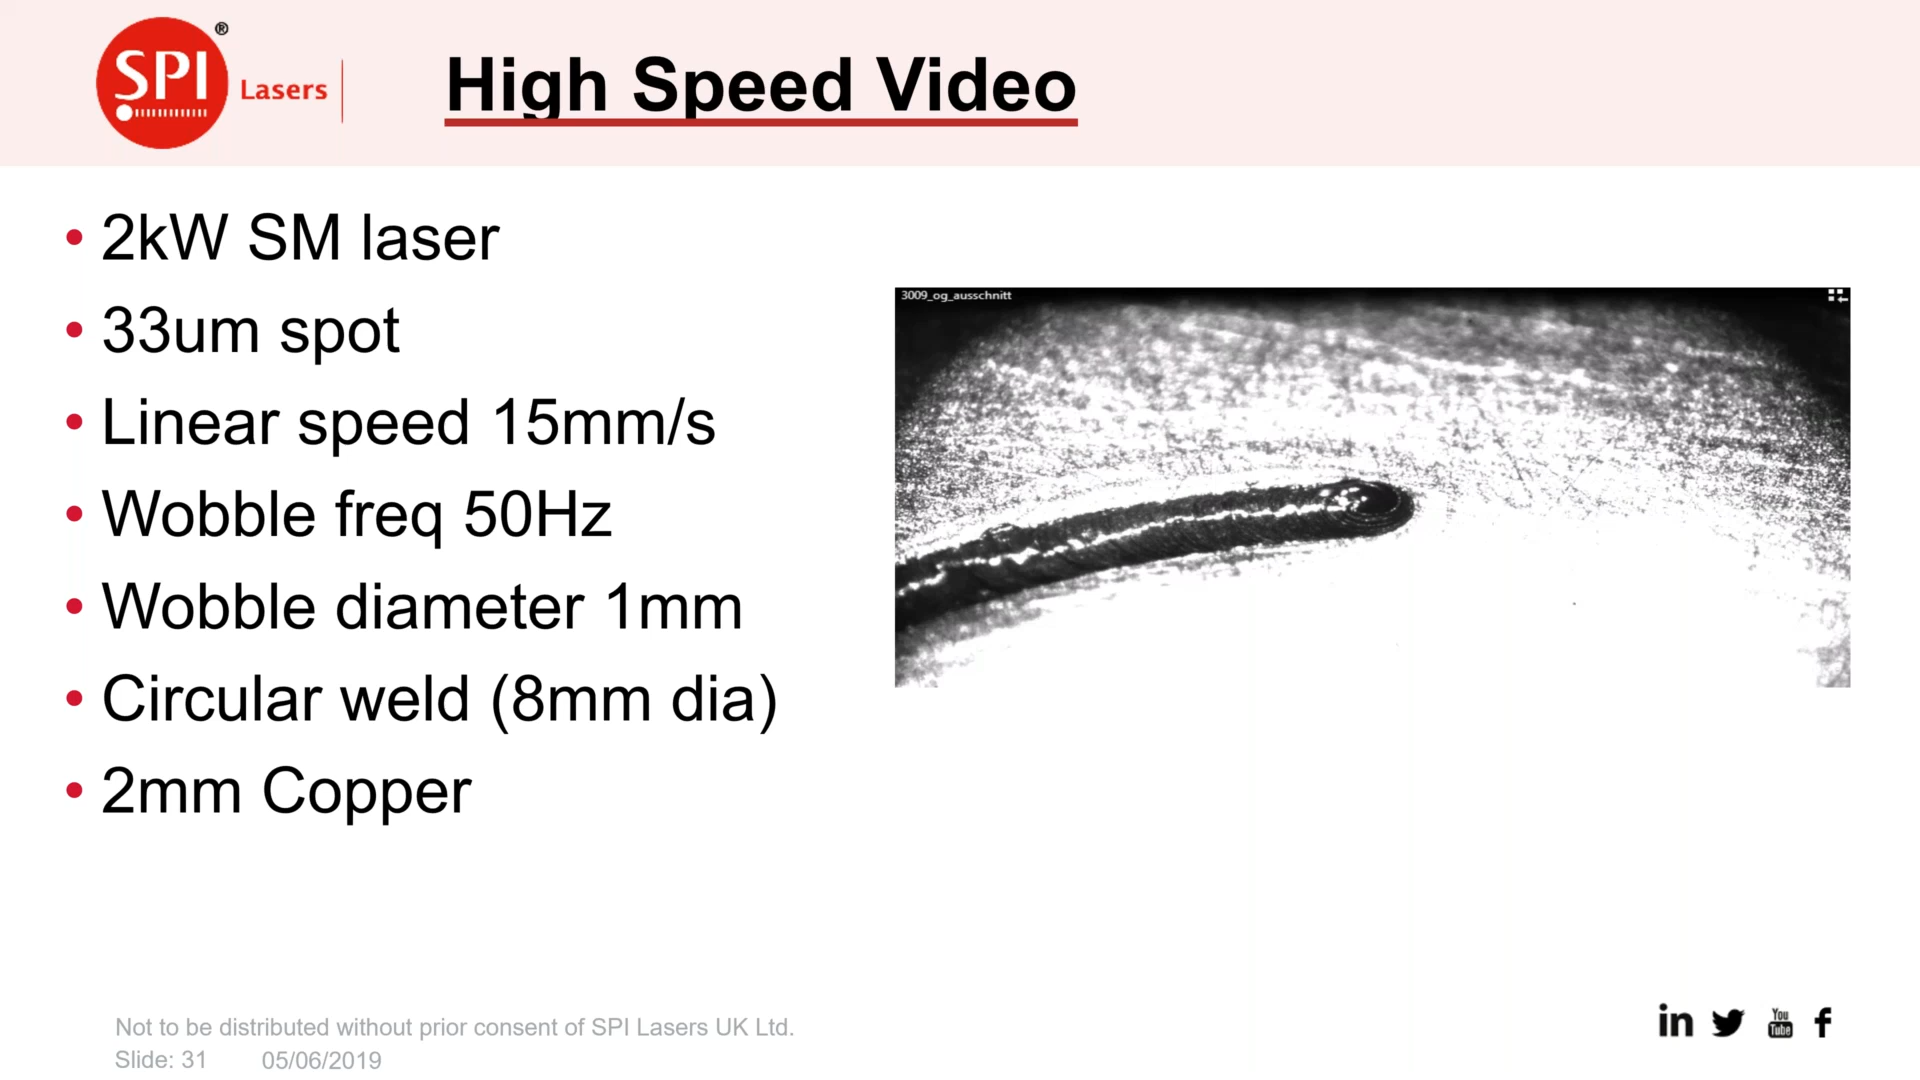 SPI ®
Lasers
High Speed Video
• 2kW SM laser
• 33um spot
• Linear speed 15mm/s
• Wobble freq 50Hz
• Wobble diameter 1mm
• Circular weld (8mm dia)
• 2mm Copper
3009_og_ausschnitt
Not to be distributed without prior consent of SPI Lasers UK Ltd.
Slide: 31 05/06/2019
in You Tube f